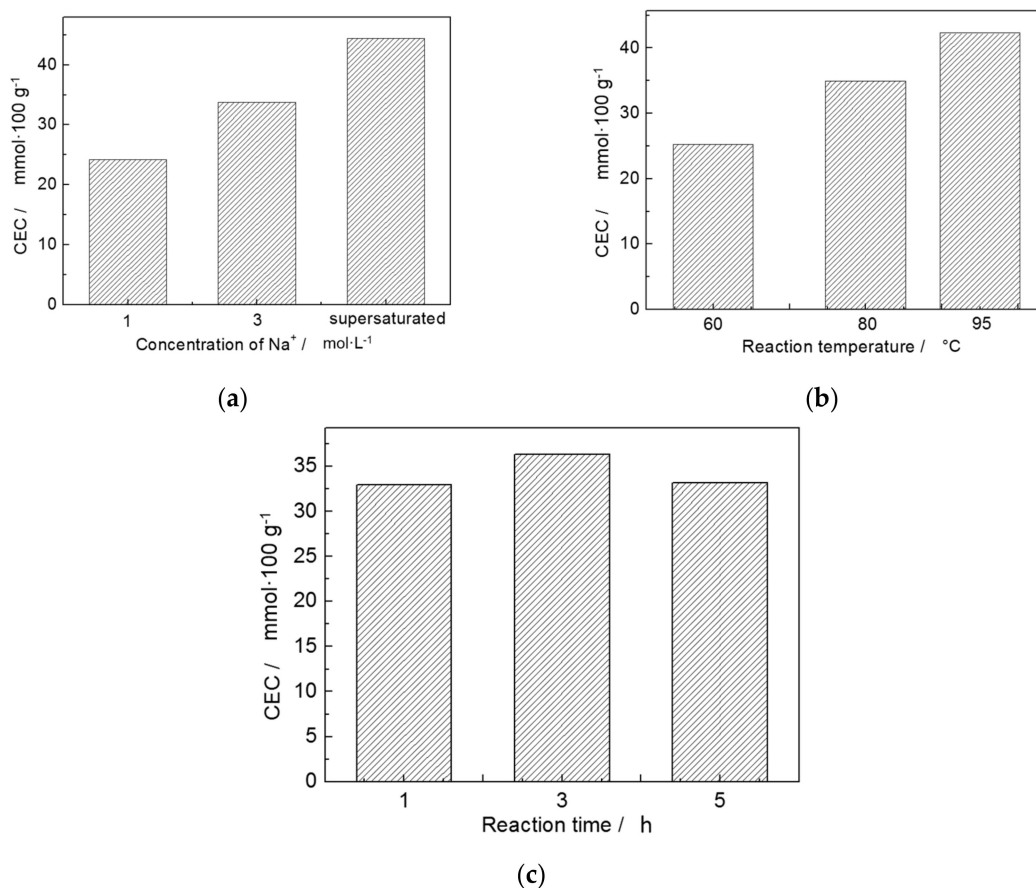 CEC / mmol·100 g⁻¹
40
30
20
10
0
1 3 supersaturated
Concentration of Na⁺ / mol·L⁻¹
(a)
CEC / mmol·100 g⁻¹
40
30
20
10
0
60 80 95
Reaction temperature / °C
(b)
CEC / mmol·100 g⁻¹
35
30
25
20
15
10
5
0
1 3 5
Reaction time / h
(c)